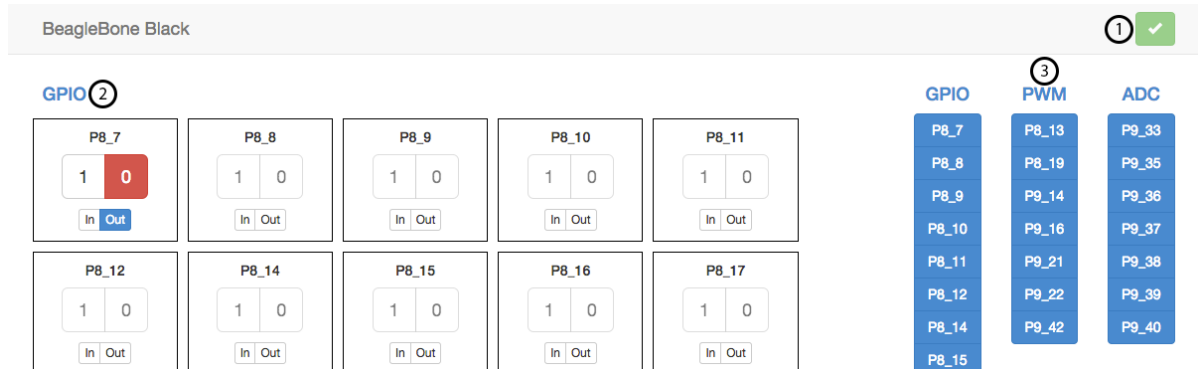 BeagleBone Black
1
3
GPIO 2
P8_7 P8_8 P8_9 P8_10 P8_11
1 0 1 0 1 0 1 0 1 0
In Out In Out In Out In Out In Out
P8_12 P8_14 P8_15 P8_16 P8_17
1 0 1 0 1 0 1 0 1 0
In Out In Out In Out In Out In Out
GPIO PWM ADC
P8_7 P8_13 P9_33
P8_8 P8_19 P9_35
P8_9 P9_14 P9_36
P8_10 P9_16 P9_37
P8_11 P9_21 P9_38
P8_12 P9_22 P9_39
P8_14 P9_42 P9_40
P8_15